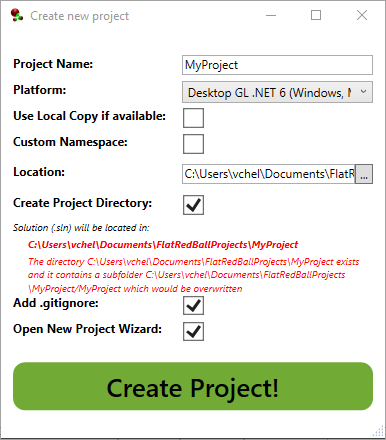 Create new project
Project Name:
MyProject
Platform:
Desktop GL .NET 6 (Windows, M
Use Local Copy if available:
Custom Namespace:
Location:
C:\Users\vchel\Documents\FlatR
...
Create Project Directory:
Solution (.sln) will be located in:
C:\Users\vchel\Documents\FlatRedBallProjects\MyProject
The directory C:\Users\vchel\Documents\FlatRedBallProjects\MyProject exists
and it contains a subfolder C:\Users\vchel\Documents\FlatRedBallProjects
\MyProject/MyProject which would be overwritten
Add .gitignore:
Open New Project Wizard:
Create Project!